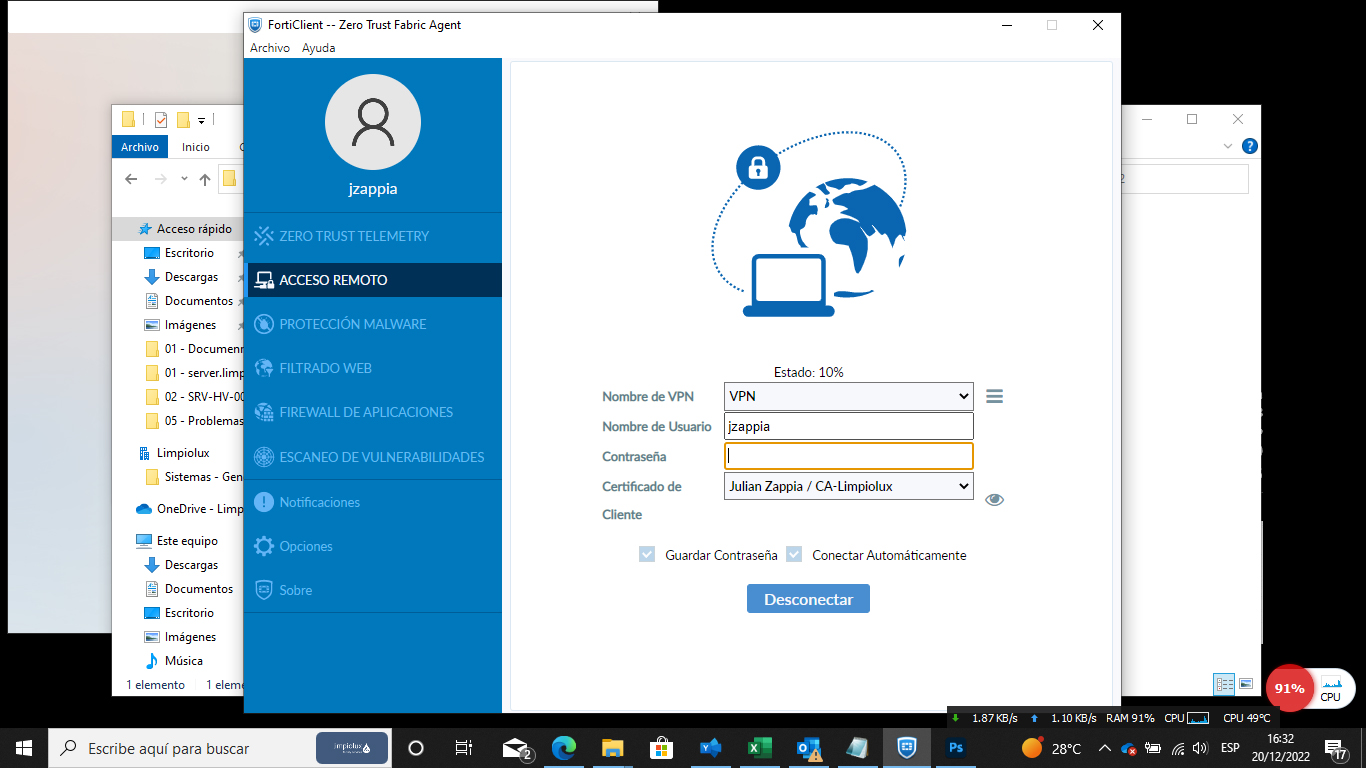 FortiClient -- Zero Trust Fabric Agent
Archivo Ayuda
jzappia
ZERO TRUST TELEMETRY
ACCESO REMOTO
PROTECCIÓN MALWARE
FILTRADO WEB
FIREWALL DE APLICACIONES
ESCANEO DE VULNERABILIDADES
Notificaciones
Opciones
Sobre
Estado: 10%
Nombre de VPN VPN
Nombre de Usuario jzappia
Contraseña
Certificado de Cliente Julian Zappia / CA-Limpiolux
Guardar Contraseña Conectar Automáticamente
Desconectar
Archivo Inicio
Acceso rápido
Escritorio
Descargas
Documentos
Imágenes
01 - Documenr
01 - server.limp
02 - SRV-HV-00
05 - Problemas
Limpiolux
Sistemas - Gen
OneDrive - Limp
Este equipo
Descargas
Documentos
Escritorio
Imágenes
Música
1 elemento 1 eleme
91% CPU
1.87 KB/s 1.10 KB/s RAM 91% CPU CPU 49°C
Escribe aquí para buscar limpiolux
2
28°C ESP 16:32
20/12/2022 17